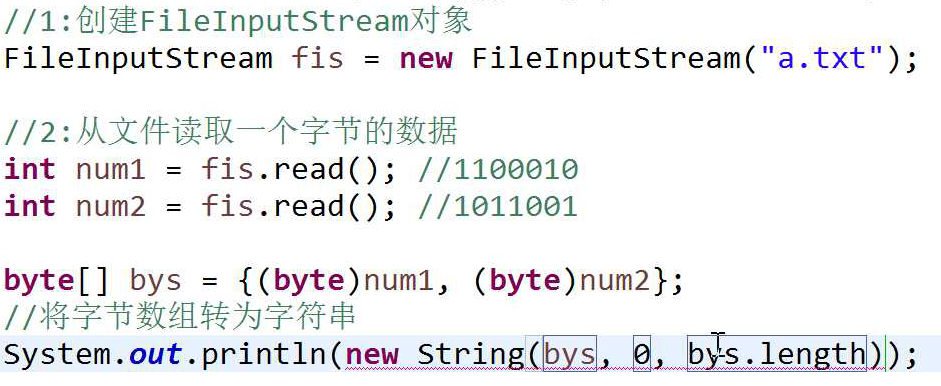 //1:创建FileInputStream对象
FileInputStream fis = new FileInputStream("a.txt");
//2:从文件读取一个字节的数据
int num1 = fis.read(); //1100010
int num2 = fis.read(); //1011001
byte[] bys = {(byte)num1, (byte)num2};
//将字节数组转为字符串
System.out.println(new String(bys, 0, bys.length));